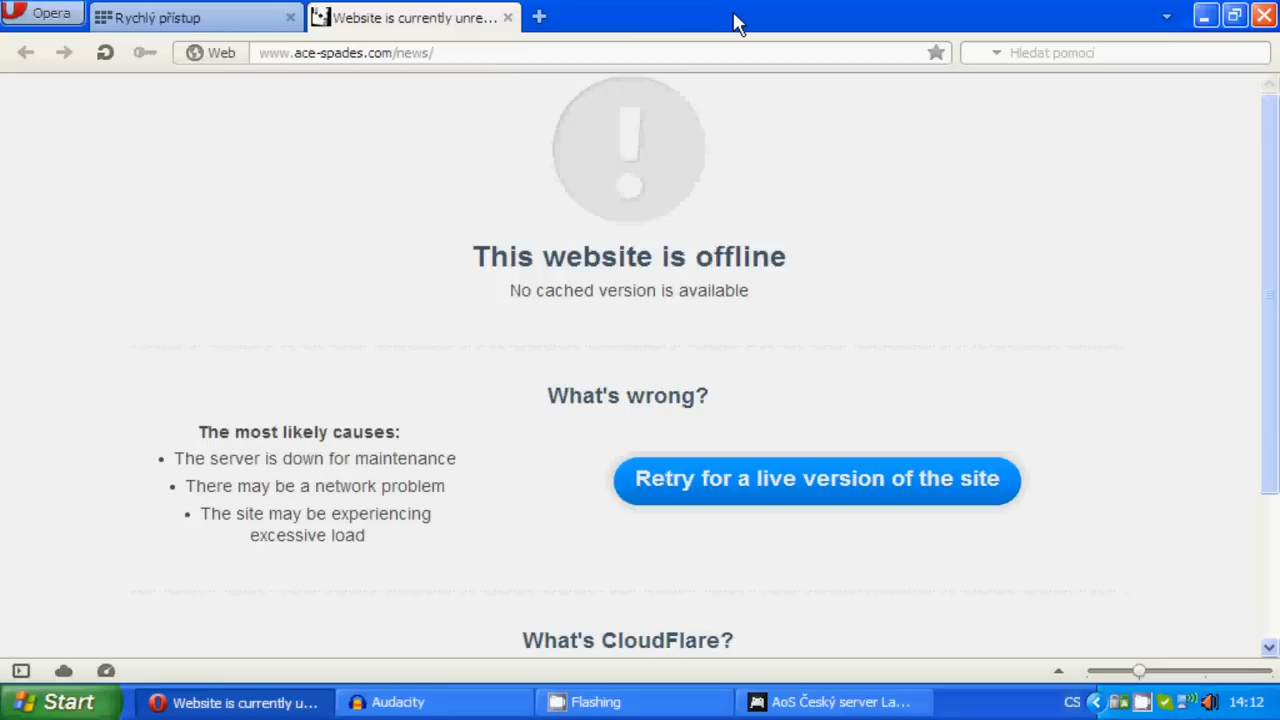 Opera
Rychlý přístup
Website is currently unre...
Web
www.ace-spades.com/news/
Hledat pomocí
This website is offline
No cached version is available
What's wrong?
The most likely causes:
• The server is down for maintenance
• There may be a network problem
• The site may be experiencing
excessive load
Retry for a live version of the site
What's CloudFlare?
Start
Website is currently u...
Audacity
Flashing
AoS Český server La...
CS
14:12